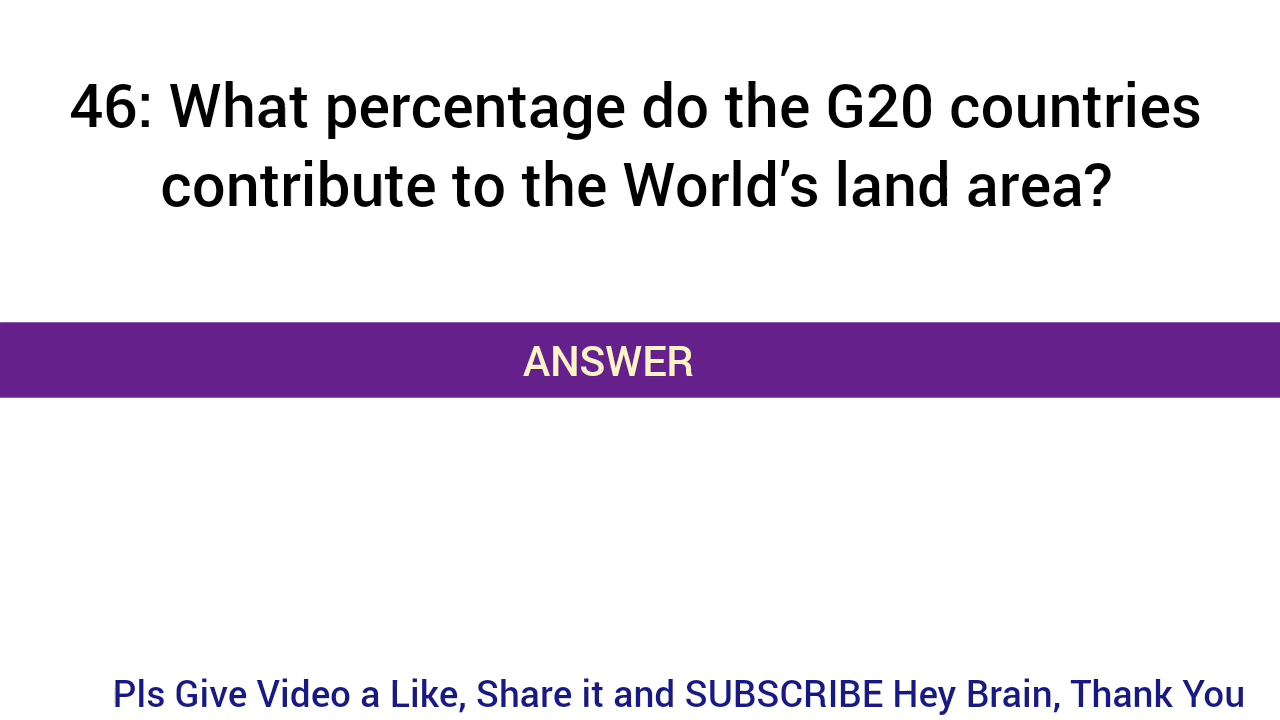 46: What percentage do the G20 countries
contribute to the World’s land area?
ANSWER
Pls Give Video a Like, Share it and SUBSCRIBE Hey Brain, Thank You